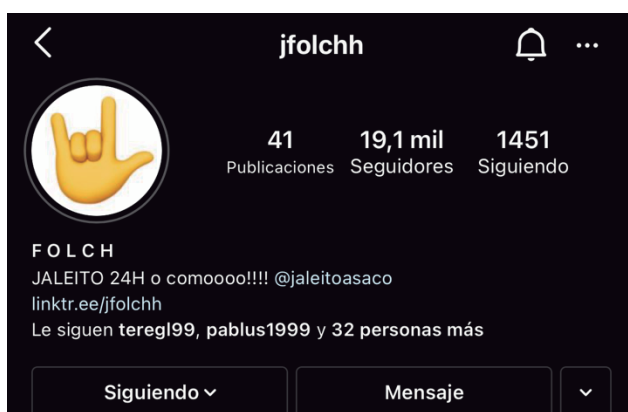 jfolchh
41 19,1 mil 1451
Publicaciones Seguidores Siguiendo
F O L C H
JALEITO 24H o comoooo!!!! @jaleitoasaco
linktr.ee/jfolchh
Le siguen teregl99, pablus1999 y 32 personas más
Siguiendo Mensaje